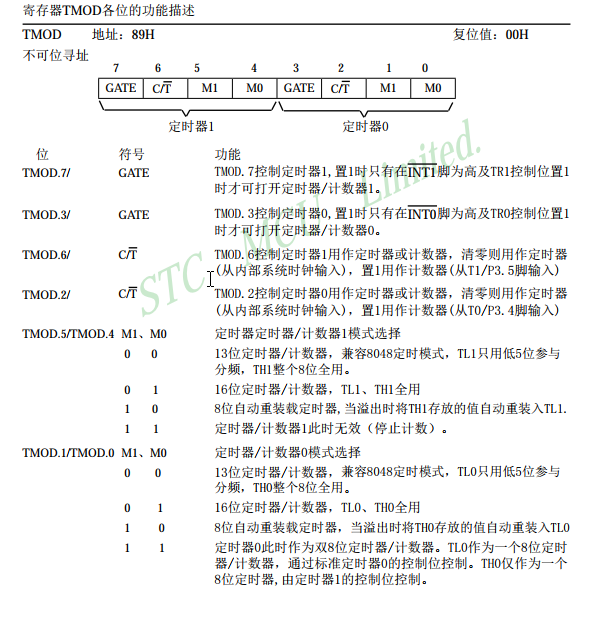 寄存器TMOD各位的功能描述
TMOD 地址：89H 复位值：00H
不可位寻址
7 6 5 4 3 2 1 0
GATE C/T̅ M1 M0 GATE C/T̅ M1 M0
定时器1 定时器0
位 符号 功能
TMOD.7/ GATE TMOD.7控制定时器1,置1时只有在I̅N̅T̅1̅脚为高及TR1控制位置1
时才可打开定时器/计数器1。
TMOD.3/ GATE TMOD.3控制定时器0,置1时只有在I̅N̅T̅0̅脚为高及TR0控制位置1
时才可打开定时器/计数器0。
TMOD.6/ C/T̅ TMOD.6控制定时器1用作定时器或计数器，清零则用作定时器
(从内部系统时钟输入)，置1用作计数器(从T1/P3.5脚输入)
TMOD.2/ C/T̅ TMOD.2控制定时器0用作定时器或计数器，清零则用作定时器
(从内部系统时钟输入)，置1用作计数器(从T0/P3.4脚输入)
TMOD.5/TMOD.4 M1、M0 定时器定时器/计数器1模式选择
0 0 13位定时器/计数器，兼容8048定时模式，TL1只用低5位参与
分频，TH1整个8位全用。
0 1 16位定时器/计数器，TL1、TH1全用
1 0 8位自动重装载定时器,当溢出时将TH1存放的值自动重装入TL1.
1 1 定时器/计数器1此时无效（停止计数）。
TMOD.1/TMOD.0 M1、M0 定时器/计数器0模式选择
0 0 13位定时器/计数器，兼容8048定时模式，TL0只用低5位参与
分频，TH0整个8位全用。
0 1 16位定时器/计数器，TL0、TH0全用
1 0 8位自动重装载定时器，当溢出时将TH0存放的值自动重装入TL0
1 1 定时器0此时作为双8位定时器/计数器。TL0作为一个8位定时
器/计数器，通过标准定时器0的控制位控制。TH0仅作为一个
8位定时器,由定时器1的控制位控制。
STC MCU Limited.